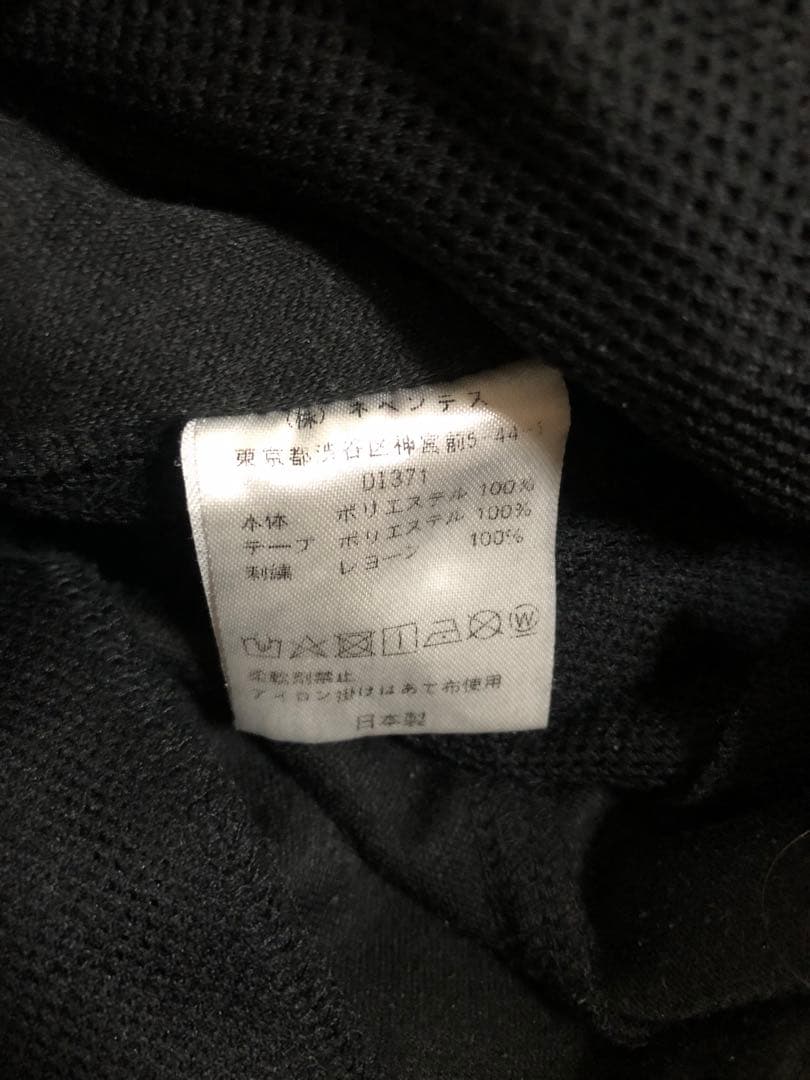 (株) ネペンテス
東京都渋谷区神宮前5-44-1
DI371
本体 ポリエステル 100%
テープ ポリエステル 100%
刺繍 レーヨン 100%
W
柔軟剤禁止
アイロン掛けはあて布使用
日本製